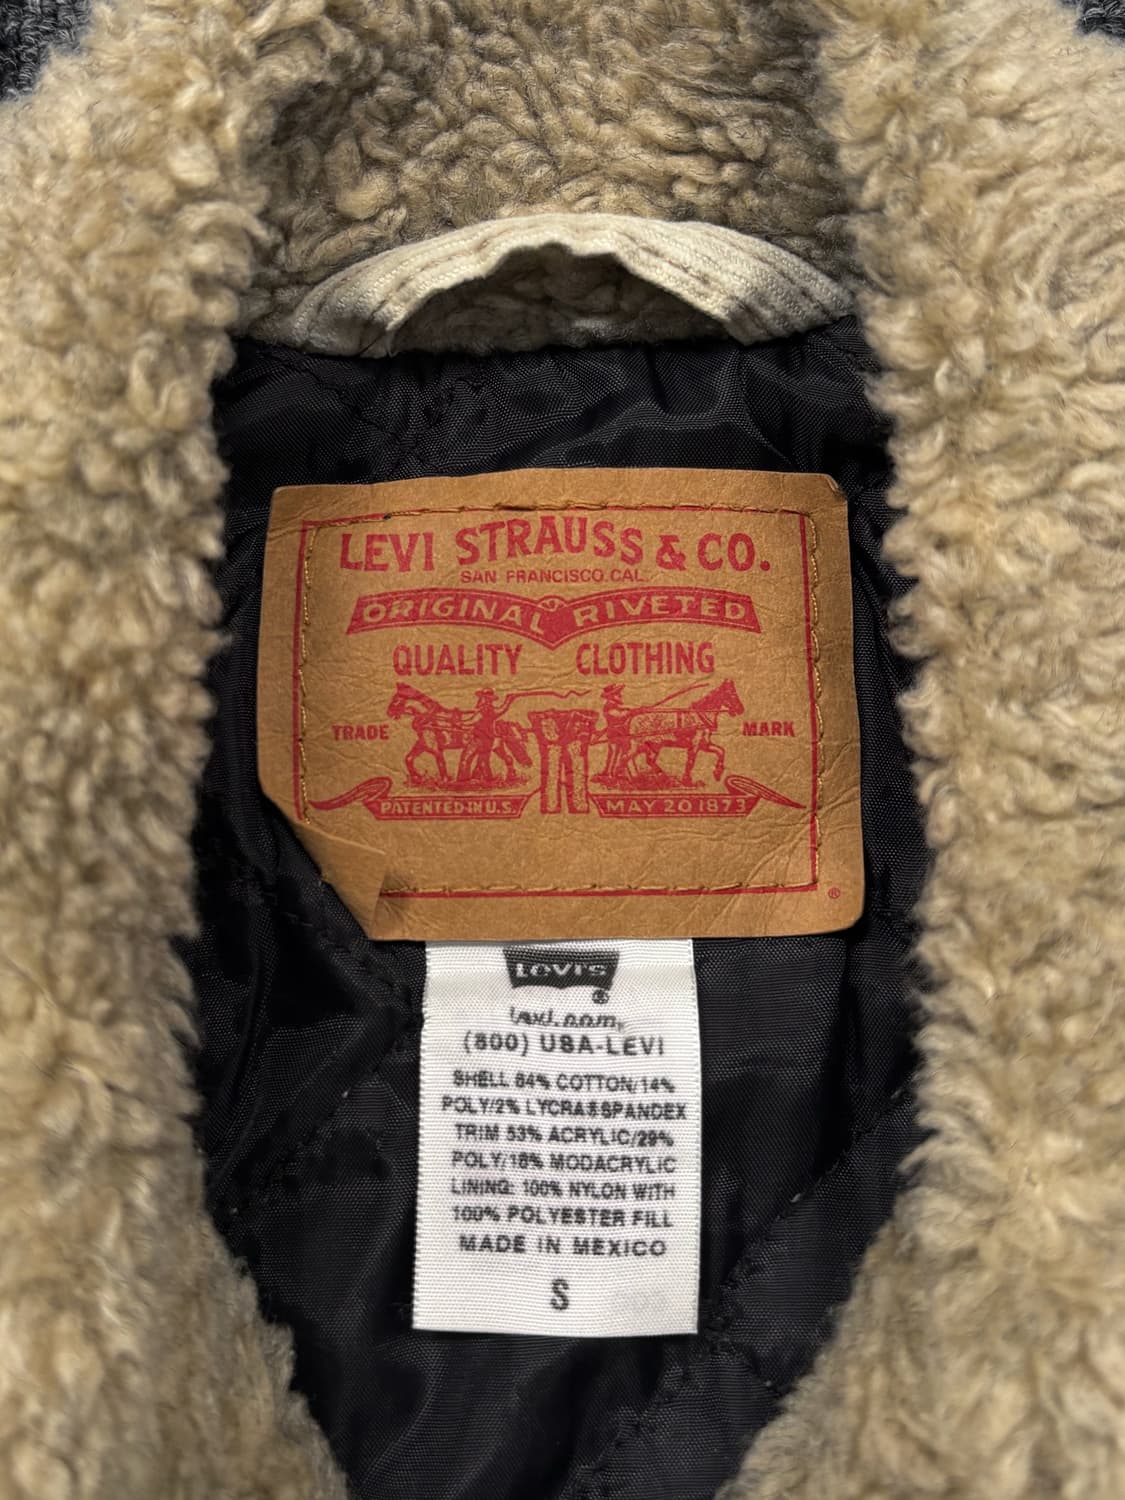 LEVI STRAUSS & CO.
SAN FRANCISCO.CAL.
ORIGINAL RIVETED
QUALITY CLOTHING
TRADE MARK
PATENTED IN U.S. MAY 20 1873
®
Levi's
®
(800) USA-LEVI
SHELL 84% COTTON/14%
POLY/2% LYCRA SPANDEX
TRIM 53% ACRYLIC/29%
POLY/18% MODACRYLIC
LINING: 100% NYLON WITH
100% POLYESTER FILL
MADE IN MEXICO
S